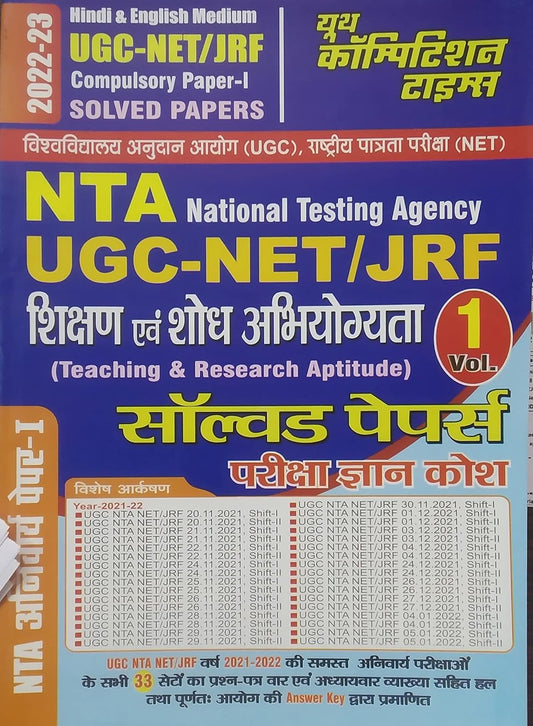 2022-23
Hindi & English Medium
UGC-NET/JRF
Compulsory Paper-I
SOLVED PAPERS
यूथ
कॉम्पिटिशन
टाइम्स
विश्वविद्यालय अनुदान आयोग (UGC), राष्ट्रीय पात्रता परीक्षा (NET)
NTA National Testing Agency
UGC-NET/JRF
शिक्षण एवं शोध अभियोग्यता
(Teaching & Research Aptitude)
1
Vol.
सॉल्वड पेपर्स
परीक्षा ज्ञान कोश
NTA अनिवार्य पेपर-I
विशेष आर्कषण
Year-2021-22
UGC NTA NET/JRF 20.11.2021, Shift-I
UGC NTA NET/JRF 20.11.2021, Shift-II
UGC NTA NET/JRF
UGC NTA NET/JRF
UGC NTA NET/JRF 22.11.2021, Shift-I
UGC NTA NET/JRF
UGC NTA NET/JRF 24.11.2021, Shift-I
UGC NTA NET/JRF 24.11.2021, Shift-II
UGC NTA NET/JRF 25.11.2021, Shift-I
UGC NTA NET/JRF 25.11.2021, Shift-II
UGC NTA NET/JRF 26.11.2021, Shift-I
UGC NTA NET/JRF 26.11.2021, Shift-II
UGC NTA NET/JRF 28.11.2021, Shift-I
UGC NTA NET/JRF 28.11.2021, Shift-II
UGC NTA NET/JRF 29.11.2021, Shift-II
UGC NTA NET/JRF 30.11.2021, Shift-I
UGC NTA NET/JRF 01.12.2021, Shift-I
UGC NTA NET/JRF 01.12.2021, Shift-II
UGC NTA NET/JRF 03.12.2021, Shift-I
UGC NTA NET/JRF 03.12.2021, Shift-II
UGC NTA NET/JRF 04.12.2021, Shift-I
UGC NTA NET/JRF 04.12.2021, Shift-II
UGC NTA NET/JRF 24.12.2021, Shift-I
UGC NTA NET/JRF 24.12.2021, Shift-II
UGC NTA NET/JRF 26.12.2021, Shift-I
UGC NTA NET/JRF 26.12.2021, Shift-II
UGC NTA NET/JRF 27.12.2021, Shift-I
UGC NTA NET/JRF 27.12.2021, Shift-II
UGC NTA NET/JRF 04.01.2022, Shift-I
UGC NTA NET/JRF 04.01.2022, Shift-II
UGC NTA NET/JRF 05.01.2022, Shift-I
UGC NTA NET/JRF 05.01.2022, Shift-II
UGC NTA NET/JRF वर्ष 2021-2022 की समस्त अनिवार्य परीक्षाओं
के सभी 33 सेटों का प्रश्न-पत्र वार एवं अध्यायवार व्याख्या सहित हल
तथा पूर्णतः आयोग की Answer Key द्वारा प्रमाणित